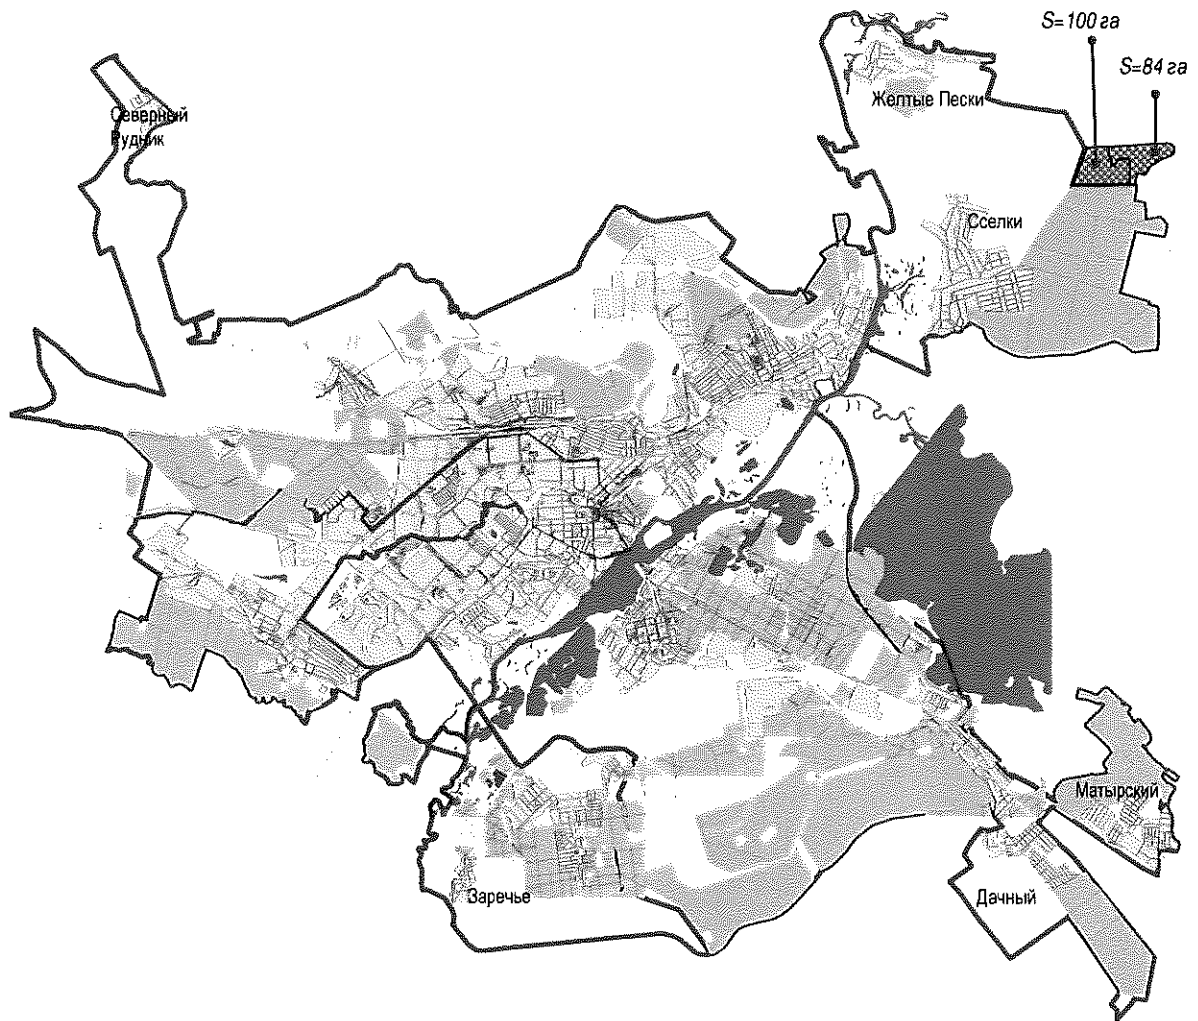 S=100 га
S=84 га
Желтые Пески
Северный
Рудник
Сселки
Матырский
Заречье
Дачный